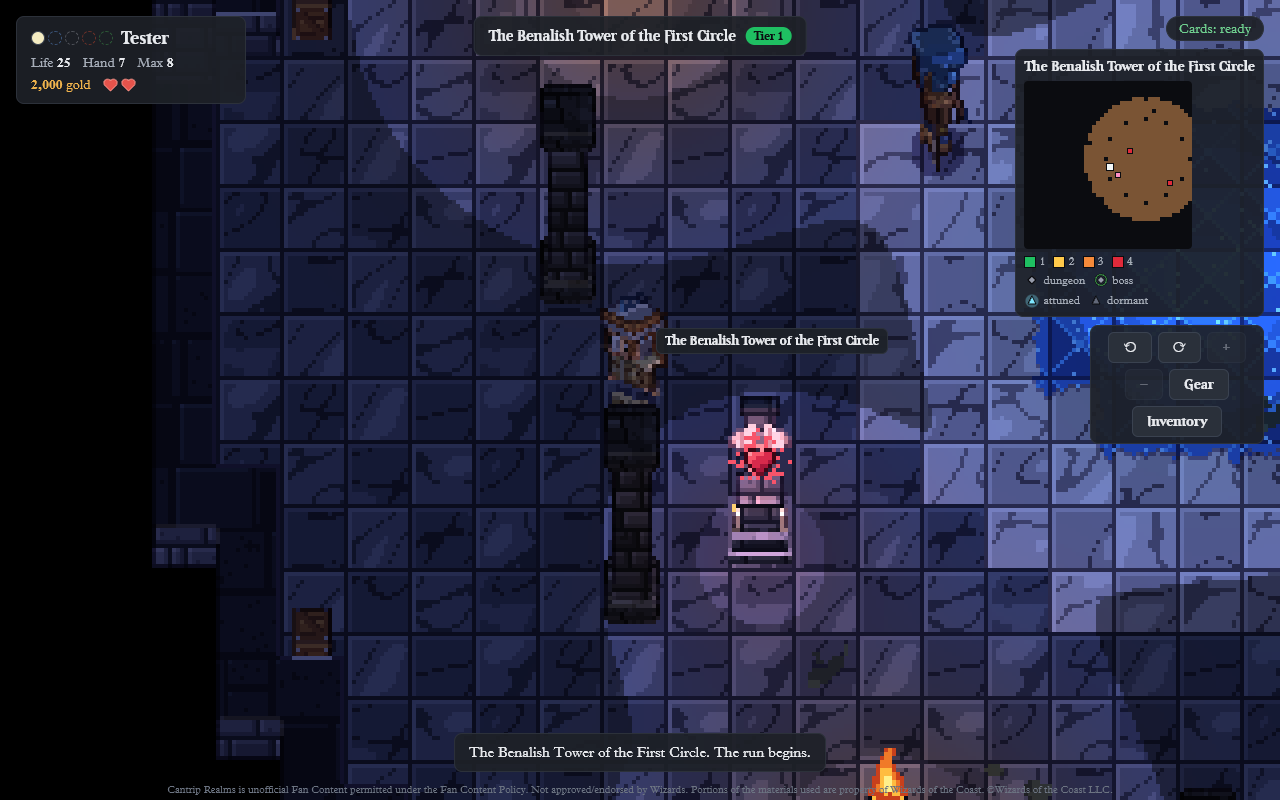 Tester
Life 25 Hand 7 Max 8
2,000 gold
The Benalish Tower of the First Circle Tier 1
Cards: ready
The Benalish Tower of the First Circle
1 2 3 4
dungeon boss
attuned dormant
The Benalish Tower of the First Circle
+
− Gear
Inventory
The Benalish Tower of the First Circle. The run begins.
Cantrip Realms is unofficial Fan Content permitted under the Fan Content Policy. Not approved/endorsed by Wizards. Portions of the materials used are property of Wizards of the Coast. ©Wizards of the Coast LLC.